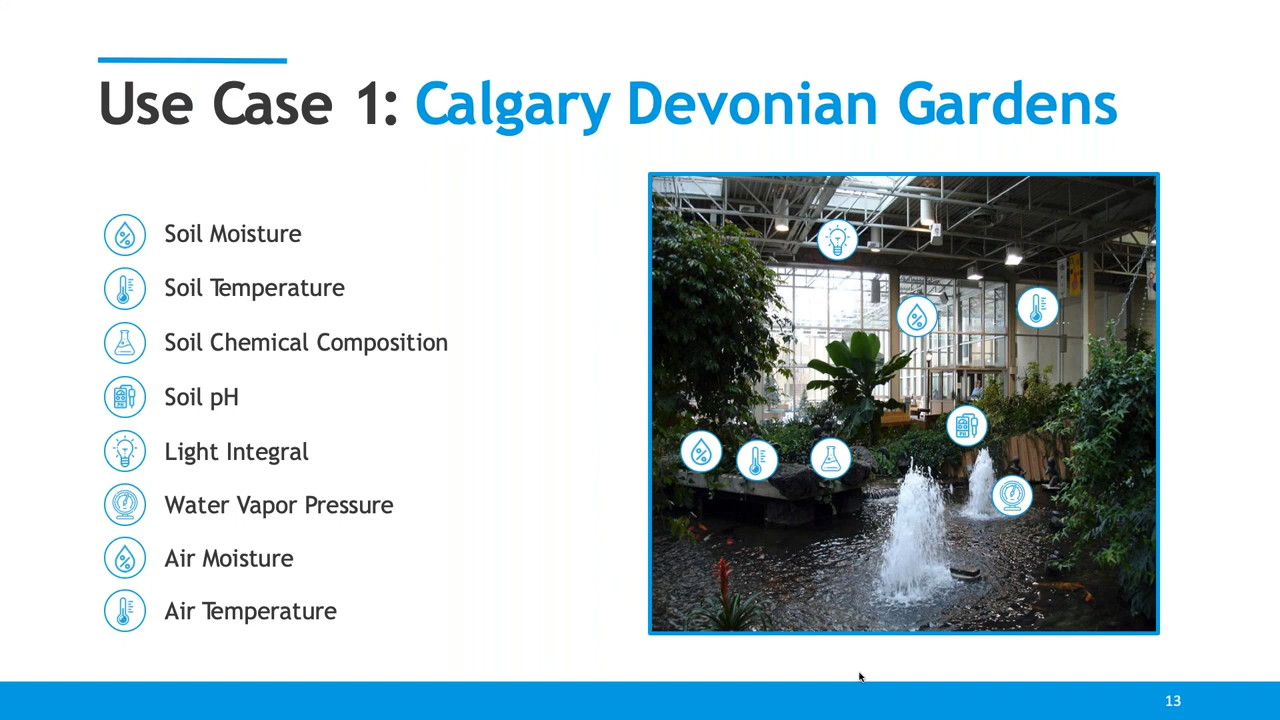 Use Case 1: Calgary Devonian Gardens
Soil Moisture
Soil Temperature
Soil Chemical Composition
Soil pH
Light Integral
Water Vapor Pressure
Air Moisture
Air Temperature
13